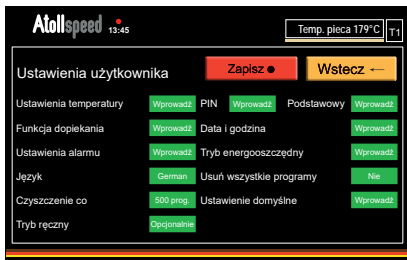 Atollspeed 13:45 Temp. pieca 179°C T1
Ustawienia użytkownika Zapisz ● Wstecz ←
Ustawienia temperatury Wprowadź PIN Wprowadź Podstawowy Wprowadź
Funkcja dopiekania Wprowadź Data i godzina Wprowadź
Ustawienia alarmu Wprowadź Tryb energooszczędny Wprowadź
Język German Usuń wszystkie programy Nie
Czyszczenie co 500 prog. Ustawienie domyślne Wprowadź
Tryb ręczny Opcjonalnie